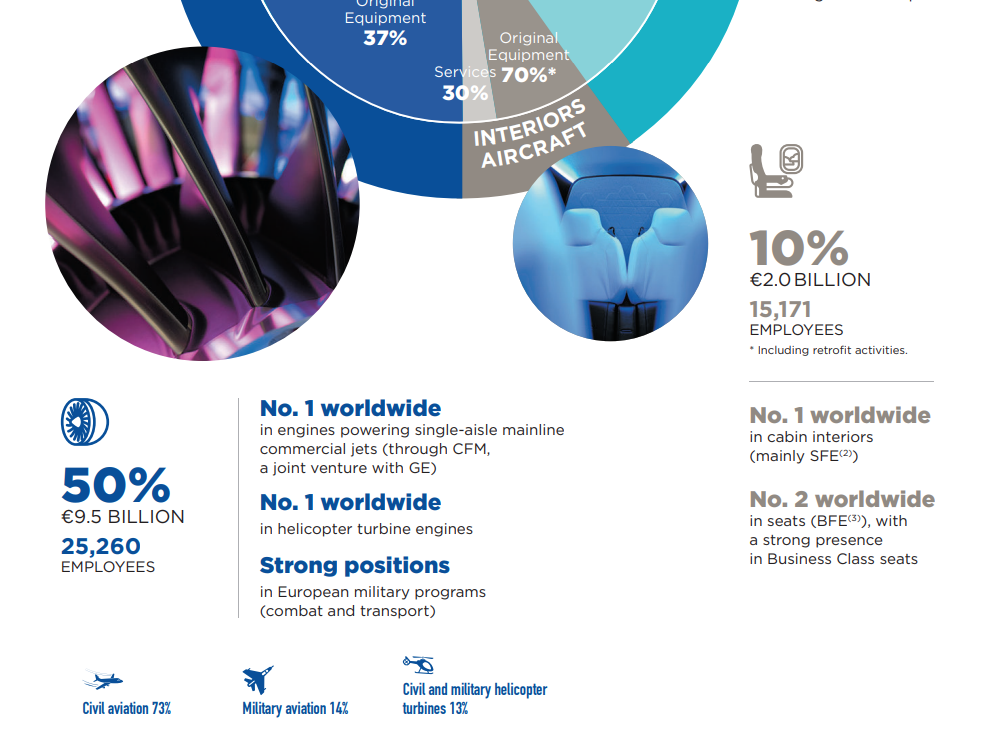 Original
Equipment
37%
Original
Equipment
70%*
Services
30%
INTERIORS
AIRCRAFT
10%
€2.0 BILLION
15,171
EMPLOYEES
* Including retrofit activities.
No. 1 worldwide
in cabin interiors
(mainly SFE(2))
No. 2 worldwide
in seats (BFE(3)), with
a strong presence
in Business Class seats
50%
€9.5 BILLION
25,260
EMPLOYEES
No. 1 worldwide
in engines powering single-aisle mainline
commercial jets (through CFM,
a joint venture with GE)
No. 1 worldwide
in helicopter turbine engines
Strong positions
in European military programs
(combat and transport)
Civil aviation 73%
Military aviation 14%
Civil and military helicopter
turbines 13%